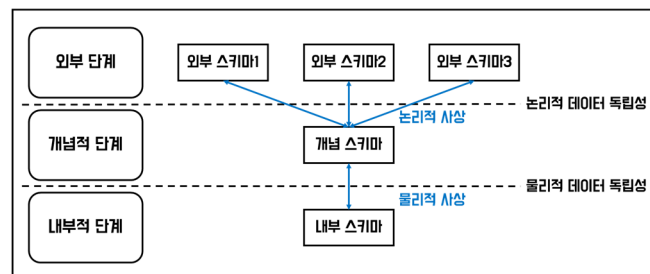 외부 단계
외부 스키마1
외부 스키마2
외부 스키마3
논리적 데이터 독립성
논리적 사상
개념적 단계
개념 스키마
물리적 데이터 독립성
물리적 사상
내부적 단계
내부 스키마